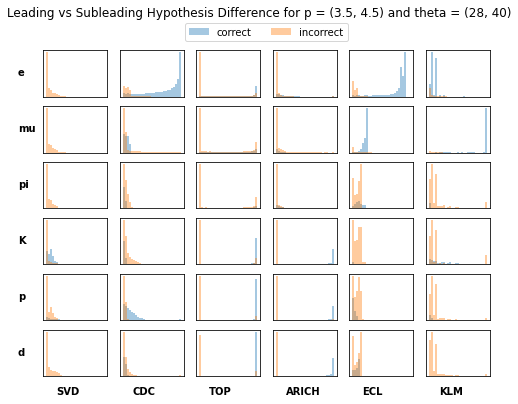 Leading vs Subleading Hypothesis Difference for p = (3.5, 4.5) and theta = (28, 40)
correct incorrect
e
mu
pi
K
p
d
SVD CDC TOP ARICH ECL KLM